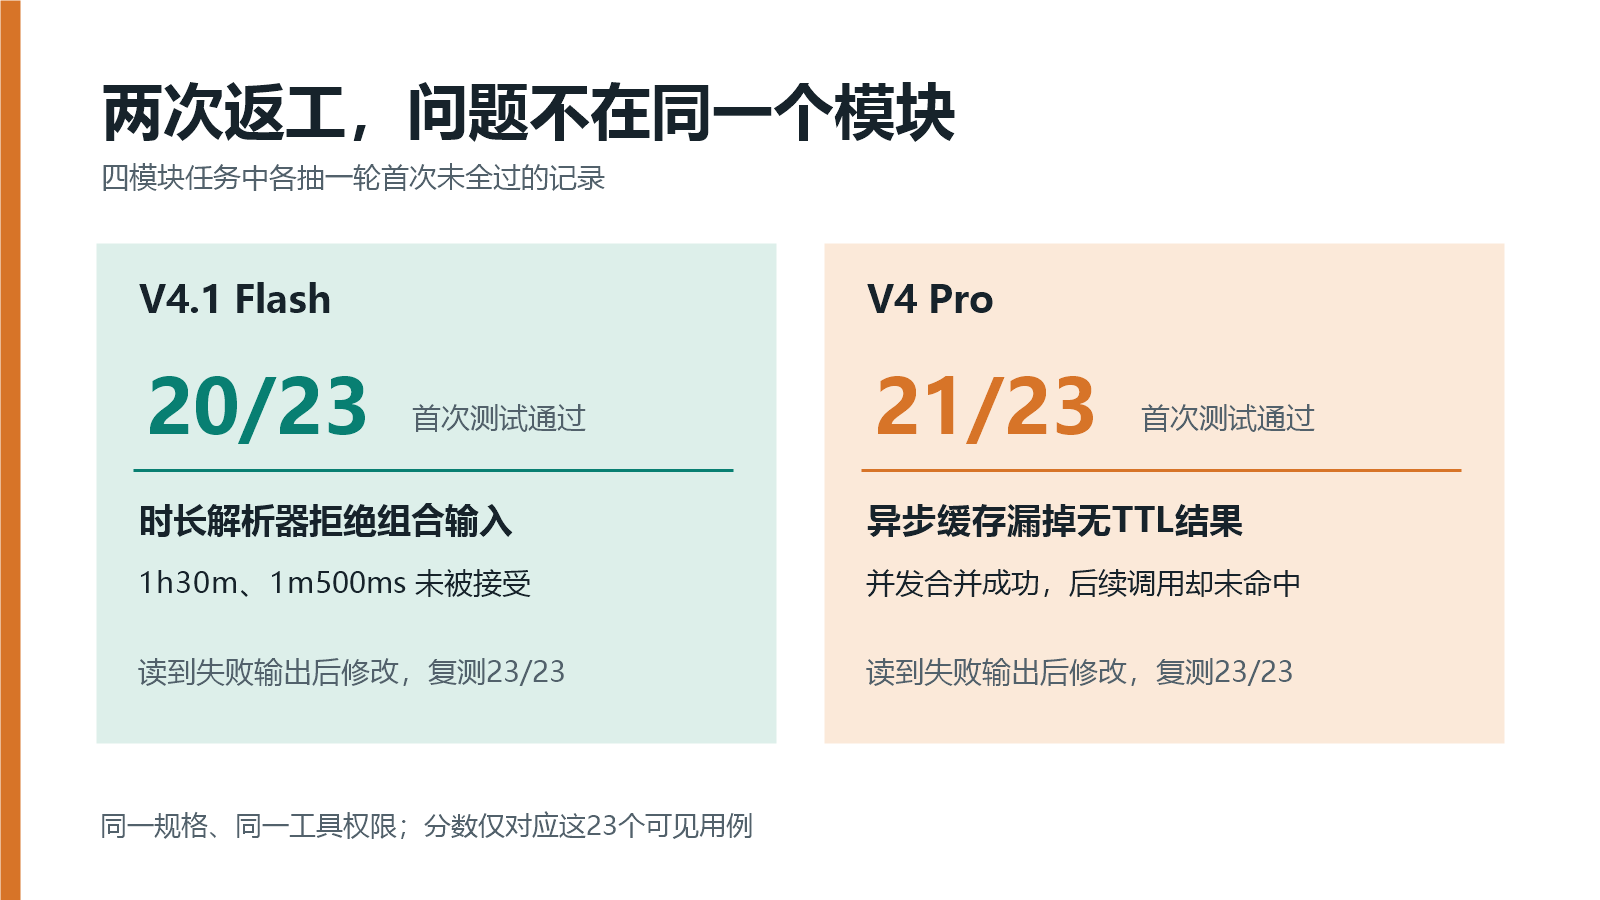 两次返工，问题不在同一个模块
四模块任务中各抽一轮首次未全过的记录
V4.1 Flash
20/23 首次测试通过
时长解析器拒绝组合输入
1h30m、1m500ms 未被接受
读到失败输出后修改，复测23/23
V4 Pro
21/23 首次测试通过
异步缓存漏掉无TTL结果
并发合并成功，后续调用却未命中
读到失败输出后修改，复测23/23
同一规格、同一工具权限；分数仅对应这23个可见用例